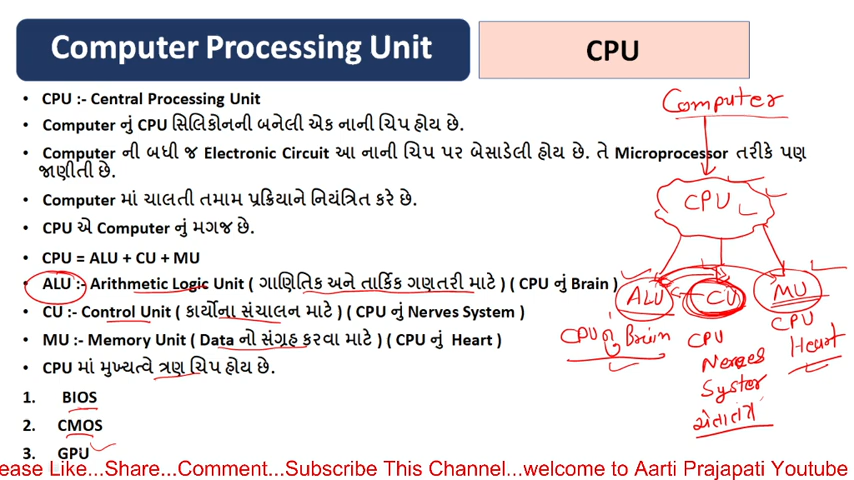 Computer Processing Unit
CPU
• CPU :- Central Processing Unit
• Computer નું CPU સિલિકોનની બનેલી એક નાની ચિપ હોય છે.
• Computer ની બધી જ Electronic Circuit આ નાની ચિપ પર બેસાડેલી હોય છે. તે Microprocessor તરીકે પણ
જાણીતી છે.
• Computer માં ચાલતી તમામ પ્રક્રિયાને નિયંત્રિત કરે છે.
• CPU એ Computer નું મગજ છે.
• CPU = ALU + CU + MU
• ALU :- Arithmetic Logic Unit ( ગાણિતિક અને તાર્કિક ગણતરી માટે ) ( CPU નું Brain )
• CU :- Control Unit ( કાર્યોના સંચાલન માટે ) ( CPU નું Nerves System )
• MU :- Memory Unit ( Data નો સંગ્રહ કરવા માટે ) ( CPU નું Heart )
• CPU માં મુખ્યત્વે ત્રણ ચિપ હોય છે.
1. BIOS
2. CMOS
3. GPU
Computer
CPU
ALU
CU
MU
CPU નું Brain
CPU
Nerves
System
ચેતાતંત્ર
CPU
Heart
ease Like...Share...Comment...Subscribe This Channel...welcome to Aarti Prajapati Youtube